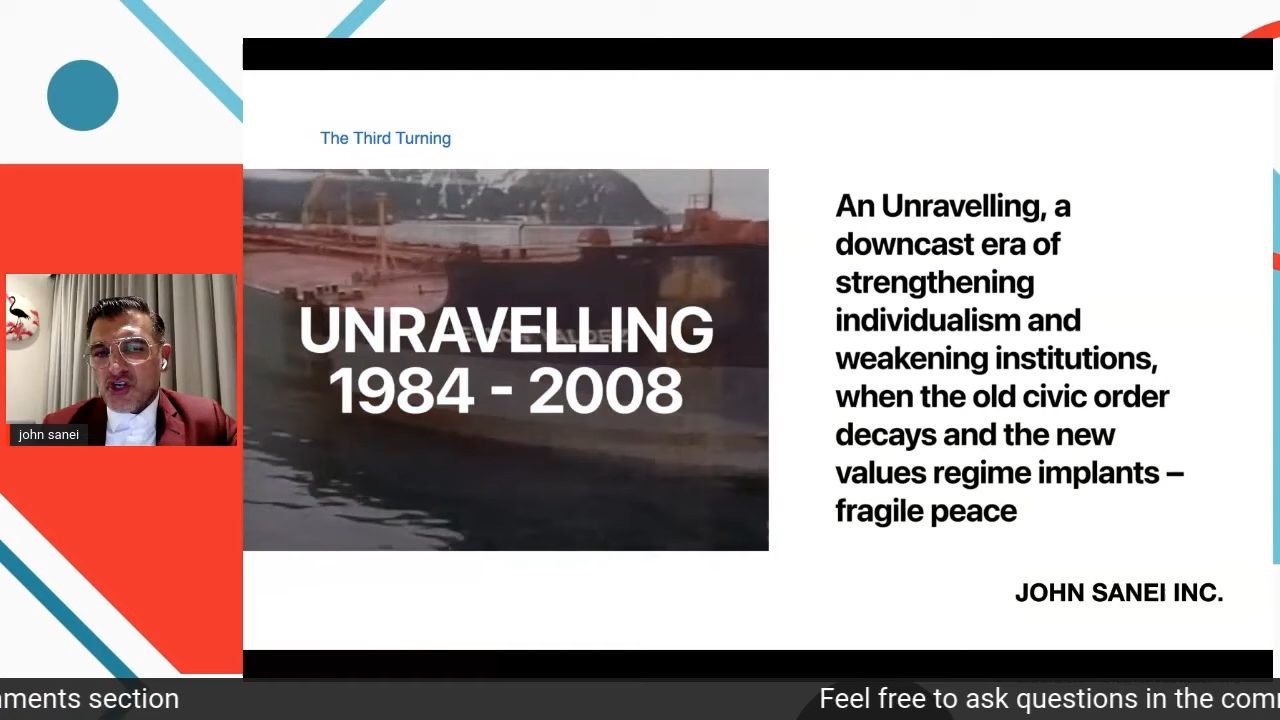 The Third Turning
UNRAVELLING
1984 - 2008
An Unravelling, a
downcast era of
strengthening
individualism and
weakening institutions,
when the old civic order
decays and the new
values regime implants –
fragile peace
JOHN SANEI INC.
john sanei
section
Feel free to ask questions in the